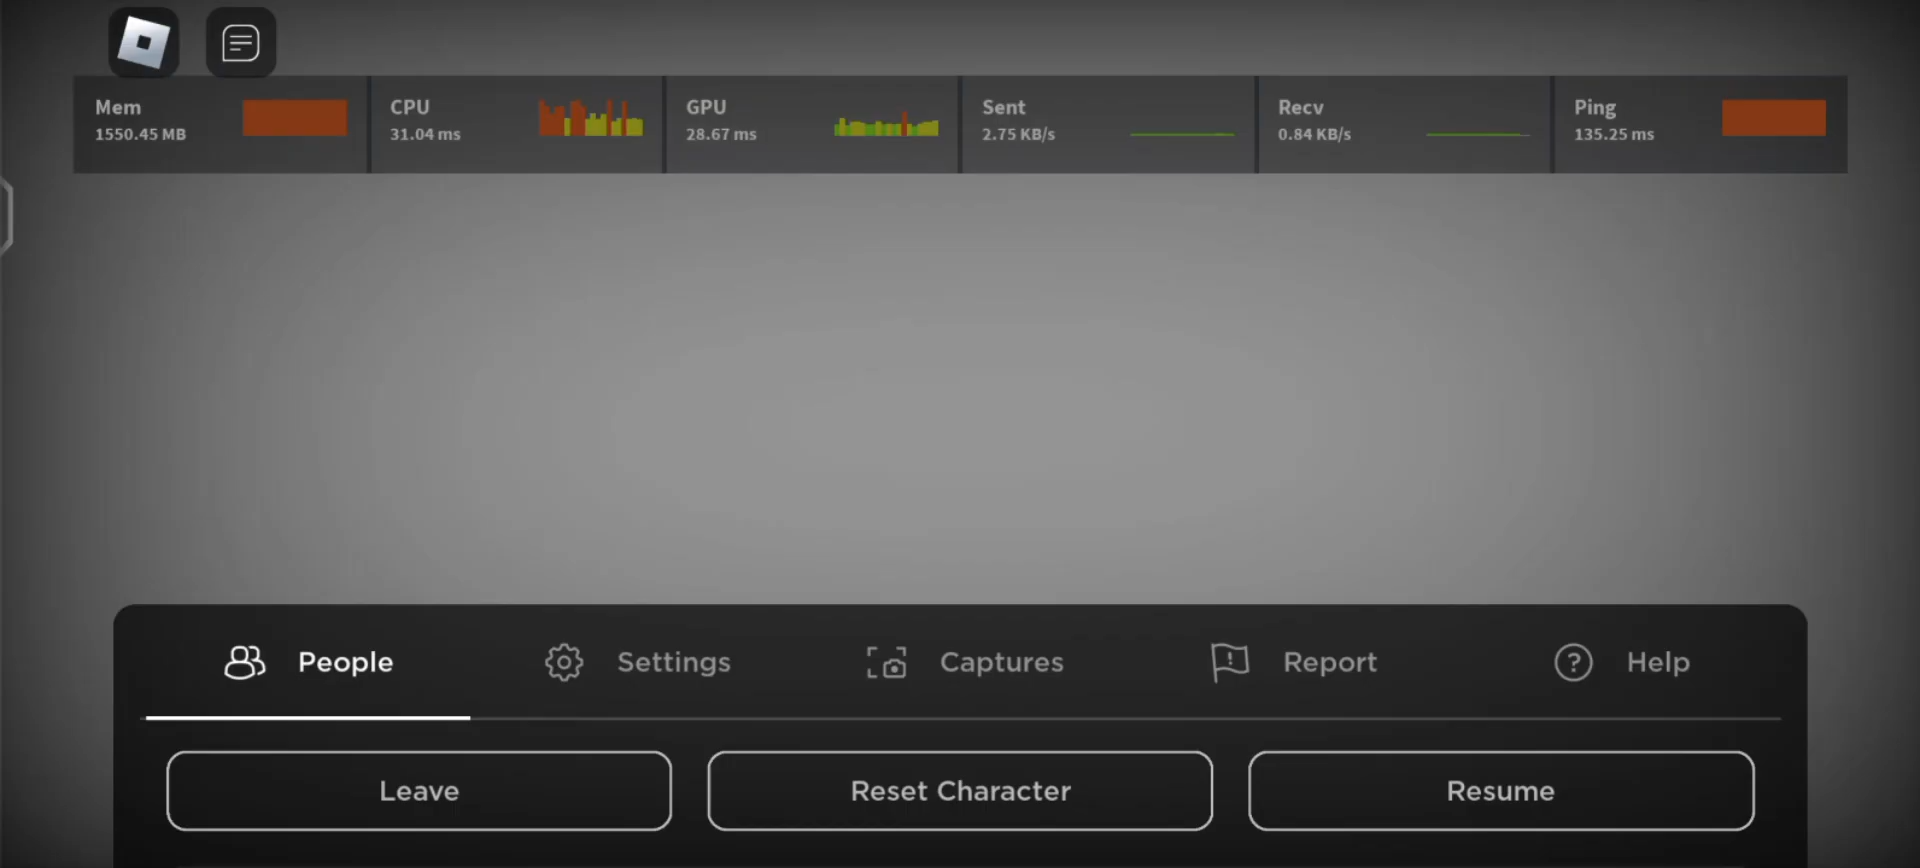 Mem
1550.45 MB
CPU
31.04 ms
GPU
28.67 ms
Sent
2.75 KB/s
Recv
0.84 KB/s
Ping
135.25 ms
People
Settings
Captures
Report
Help
Leave
Reset Character
Resume